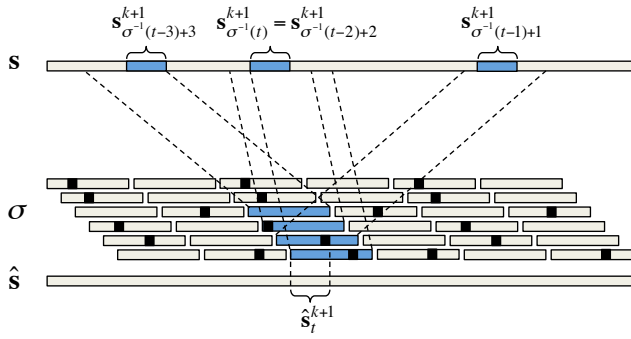 s^{k+1}_{σ^{-1}(t-3)+3} s^{k+1}_{σ^{-1}(t)} = s^{k+1}_{σ^{-1}(t-2)+2} s^{k+1}_{σ^{-1}(t-1)+1}
s
σ
ŝ
ŝ^{k+1}_t